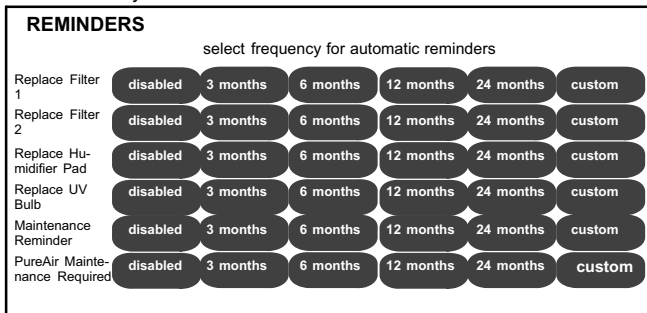 REMINDERS
select frequency for automatic reminders
Replace Filter
1
disabled 3 months 6 months 12 months 24 months custom
Replace Filter
2
disabled 3 months 6 months 12 months 24 months custom
Replace Hu-
midifier Pad
disabled 3 months 6 months 12 months 24 months custom
Replace UV
Bulb
disabled 3 months 6 months 12 months 24 months custom
Maintenance
Reminder
disabled 3 months 6 months 12 months 24 months custom
PureAir Mainte-
nance Required
disabled 3 months 6 months 12 months 24 months custom